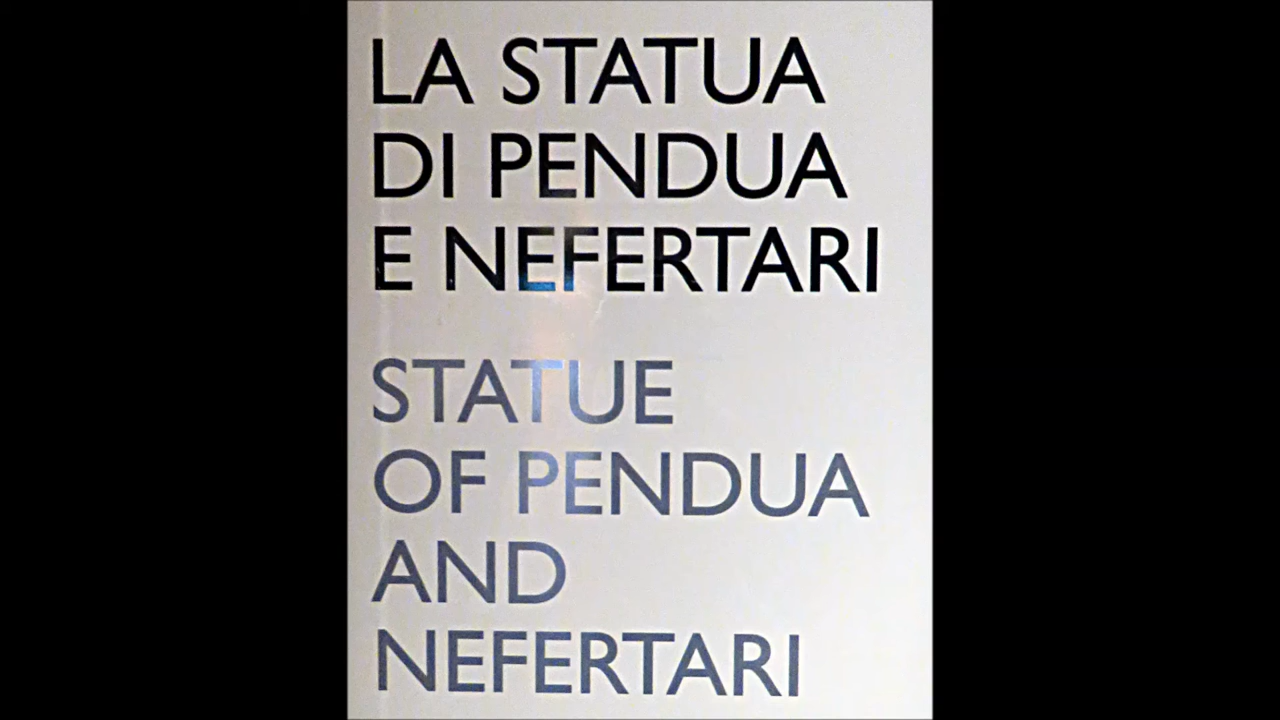 LA STATUA
DI PENDUA
E NEFERTARI
STATUE
OF PENDUA
AND
NEFERTARI